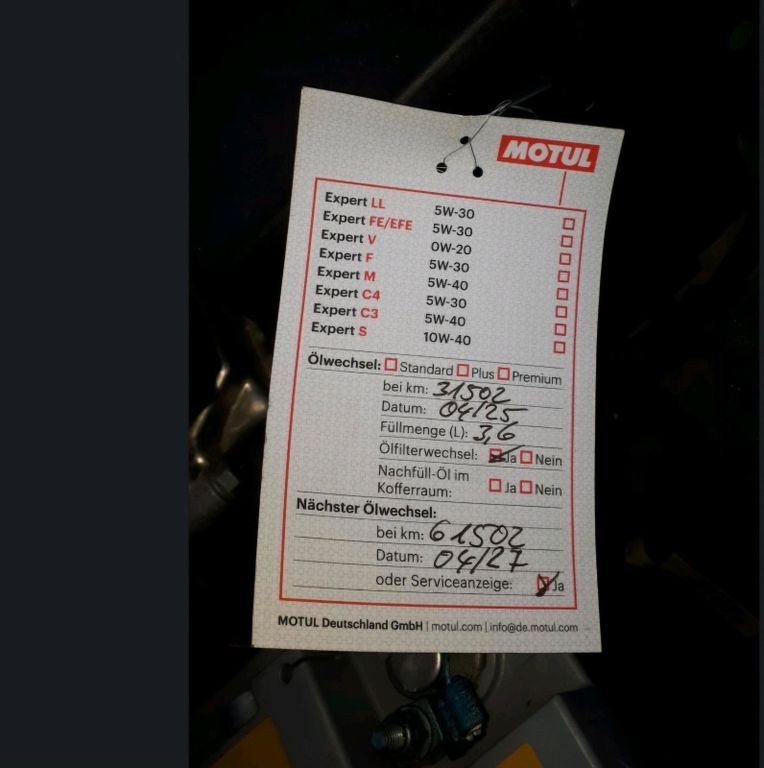 MOTUL
Expert LL 5W-30
Expert FE/EFE 5W-30
Expert V 0W-20
Expert F 5W-30
Expert M 5W-40
Expert C4 5W-30
Expert C3 5W-40
Expert S 10W-40
Ölwechsel: Standard Plus Premium
bei km: 31502
Datum: 04/25
Füllmenge (L): 3,6
Ölfilterwechsel: Ja Nein
Nachfüll-Öl im
Kofferraum: Ja Nein
Nächster Ölwechsel:
bei km: 61502
Datum: 04/27
oder Serviceanzeige: Ja
MOTUL Deutschland GmbH | motul.com | info@de.motul.com